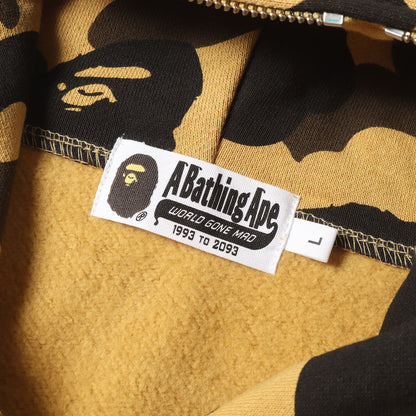 A Bathing Ape
®
WORLD GONE MAD
1993 TO 2093
L